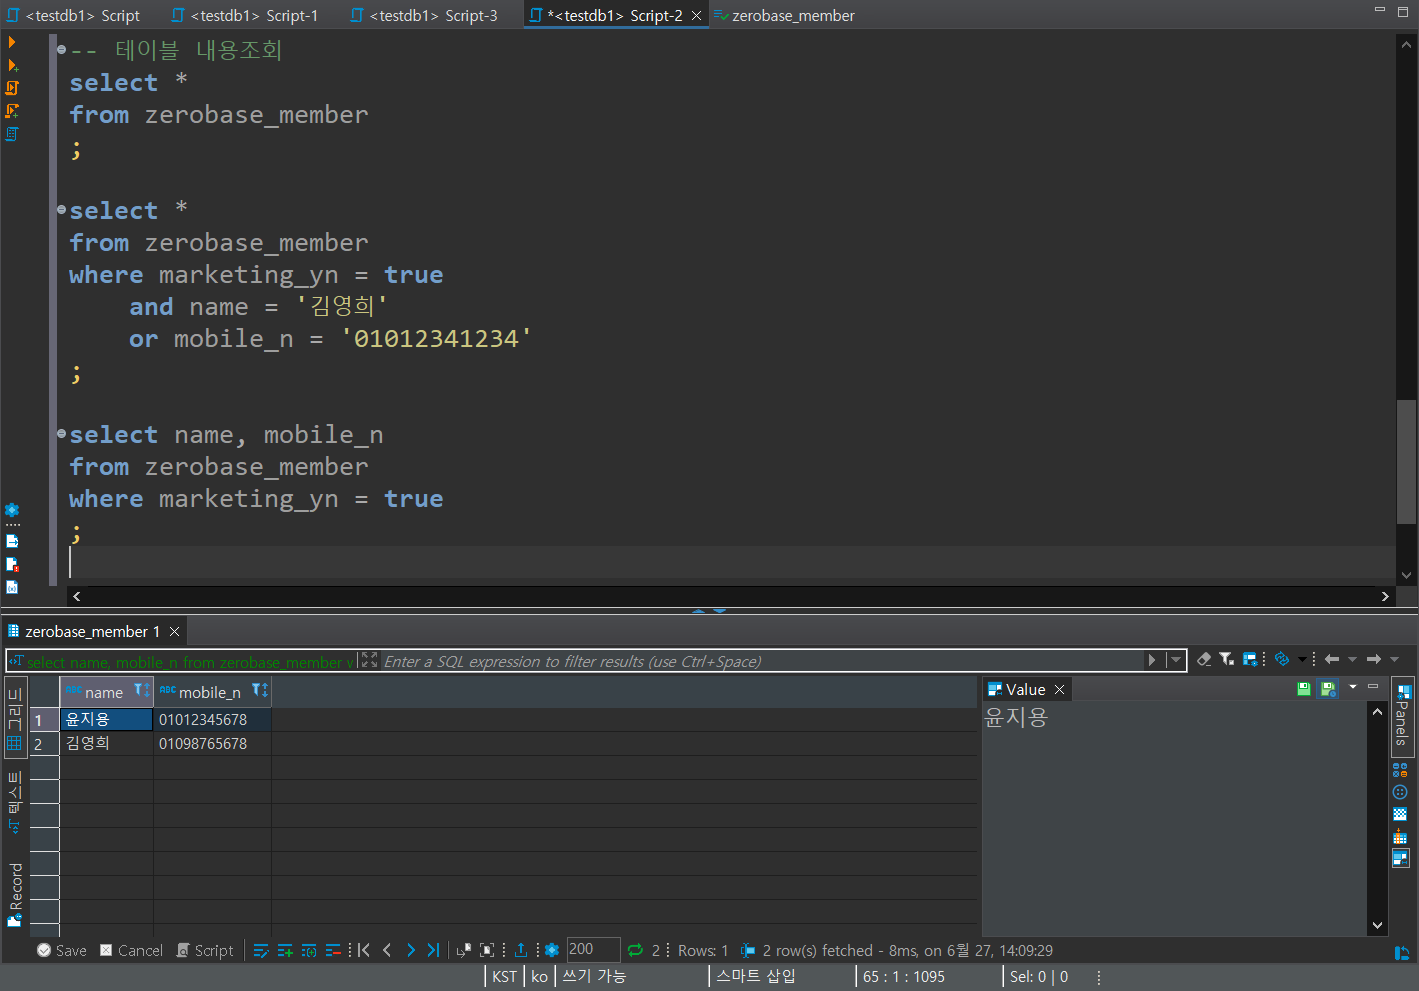 <testdb1> Script
<testdb1> Script-1
<testdb1> Script-3
*<testdb1> Script-2
zerobase_member
-- 테이블 내용조회
select *
from zerobase_member
;
select *
from zerobase_member
where marketing_yn = true
and name = '김영희'
or mobile_n = '01012341234'
;
select name, mobile_n
from zerobase_member
where marketing_yn = true
;
zerobase_member 1
select name, mobile_n from zerobase_member w
Enter a SQL expression to filter results (use Ctrl+Space)
그리드
텍스트
Record
ABC name
ABC mobile_n
1 윤지용 01012345678
2 김영희 01098765678
Value
윤지용
Panels
Save
Cancel
Script
200
2
Rows: 1
2 row(s) fetched - 8ms, on 6월 27, 14:09:29
KST
ko
쓰기 가능
스마트 삽입
65 : 1 : 1095
Sel: 0 | 0